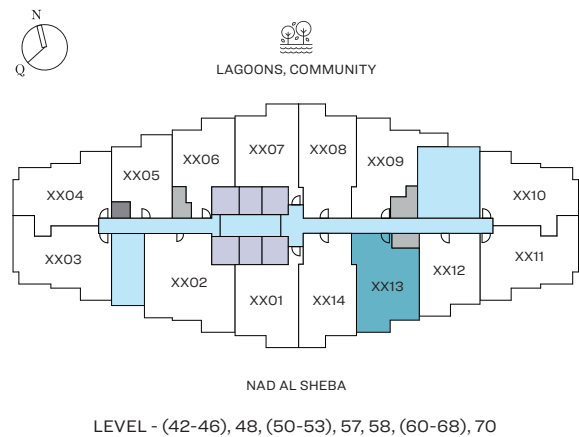 N
Q
LAGOONS, COMMUNITY
XX04
XX05
XX06
XX07
XX08
XX09
XX10
XX03
XX02
XX01
XX14
XX13
XX12
XX11
NAD AL SHEBA
LEVEL - (42-46), 48, (50-53), 57, 58, (60-68), 70